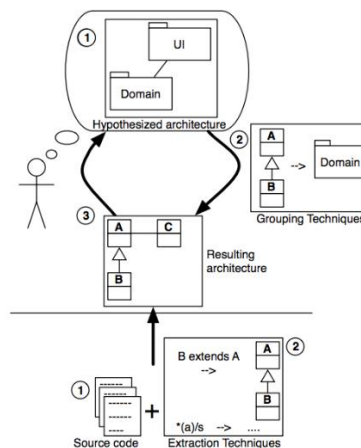 1
UI
Domain
Hypothesized architecture
2
A
-->
Domain
B
Grouping Techniques
3
A
C
B
Resulting
architecture
1
Source code
+
2
B extends A
-->
A
B
*(a)/s --> ....
Extraction Techniques